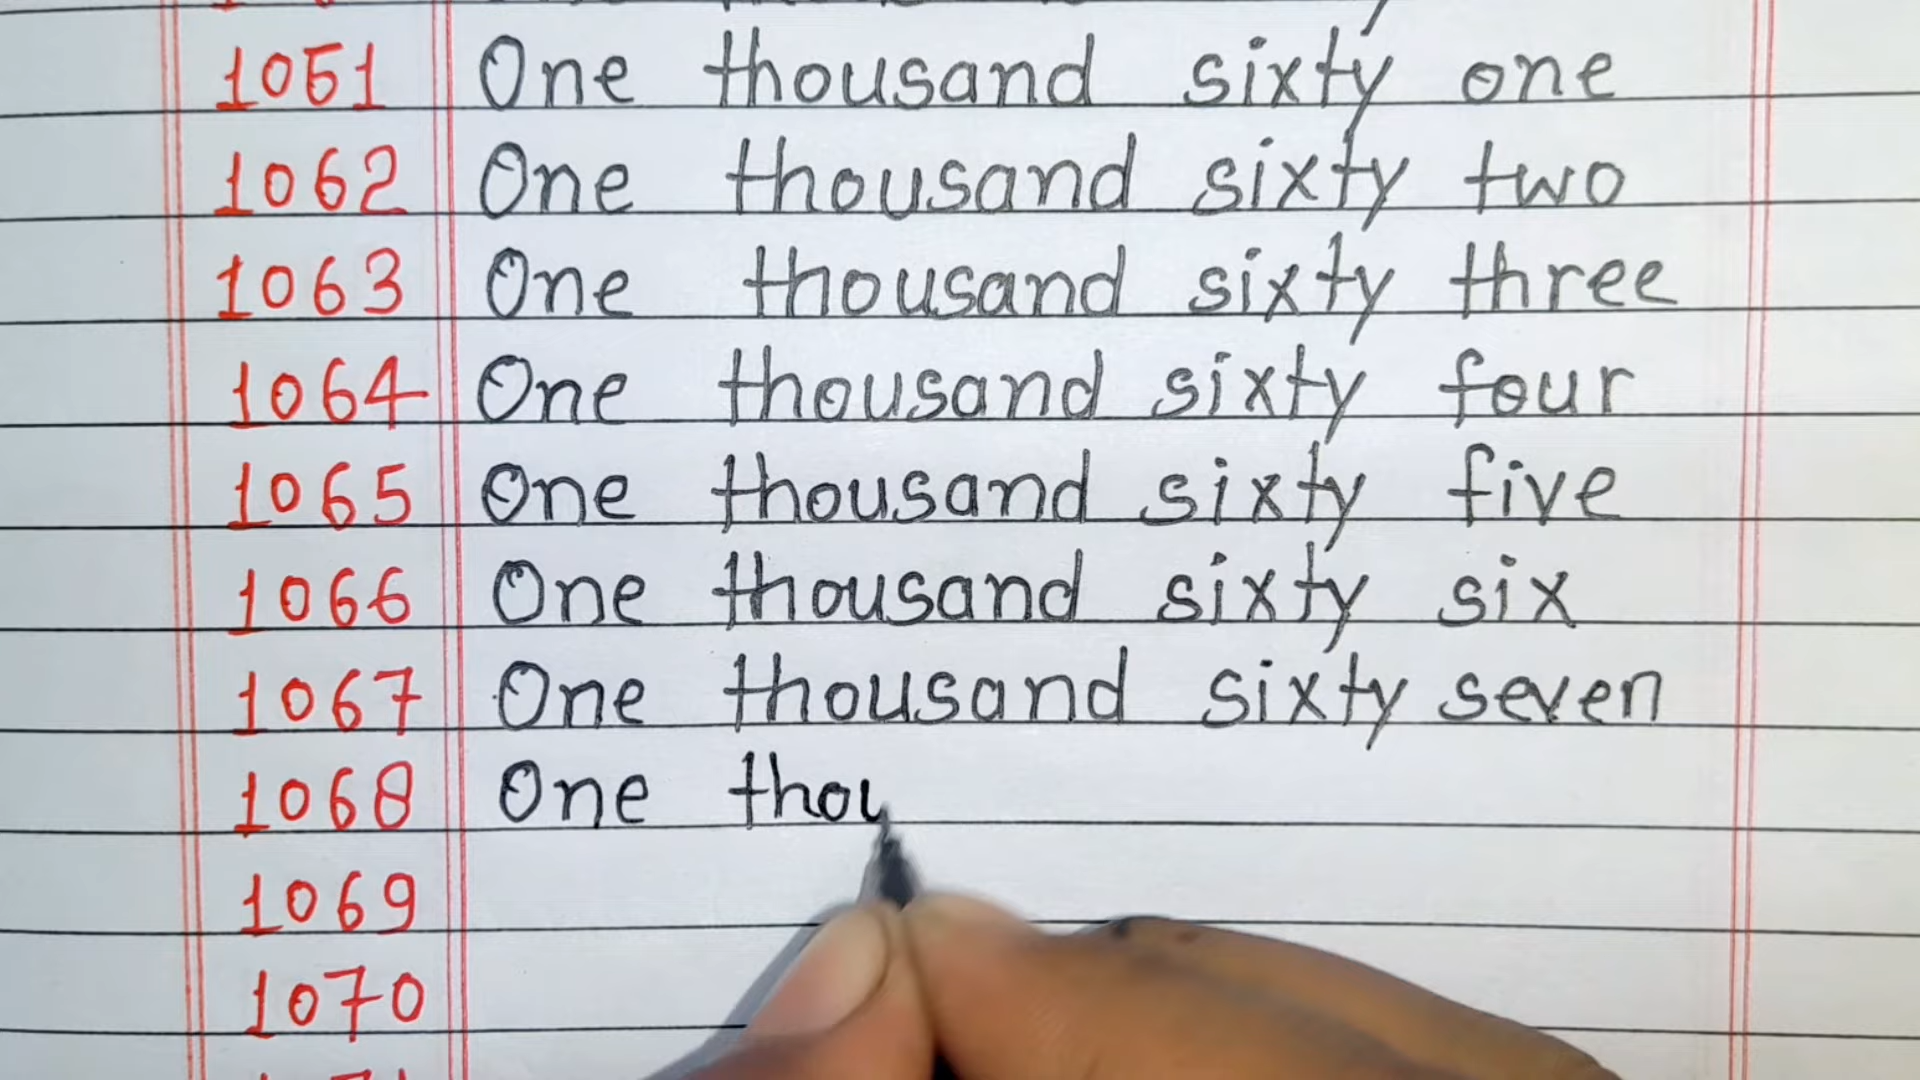 1051 One thousand sixty one
1062 One thousand sixty two
1063 One thousand sixty three
1064 One thousand sixty four
1065 One thousand sixty five
1066 One thousand sixty six
1067 One thousand sixty seven
1068 One thou
1069
1070